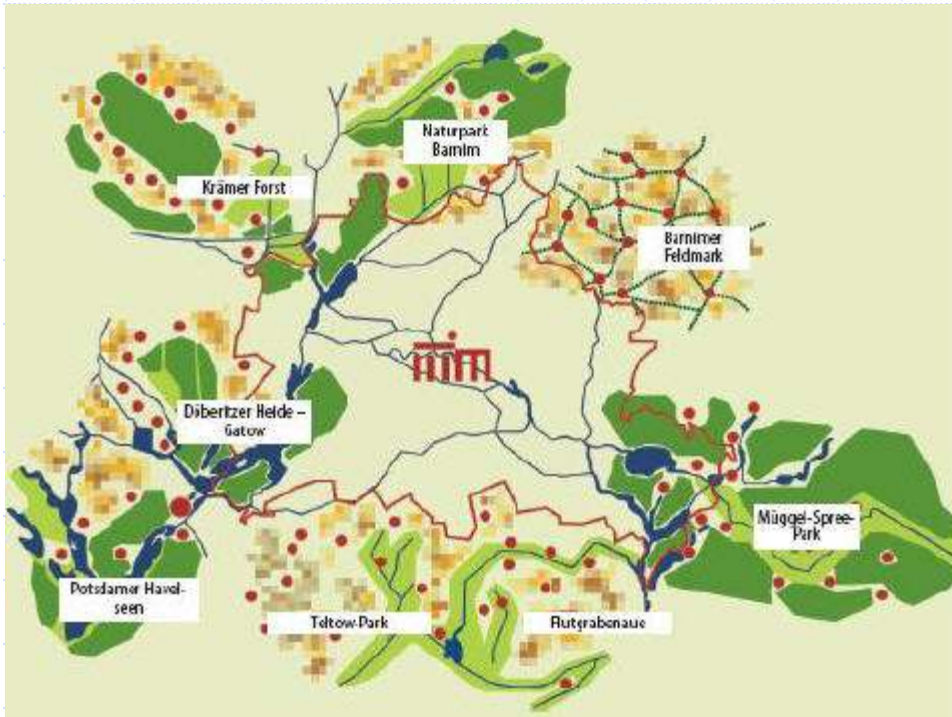 Naturpark
Barnim
Krämer Forst
Barnimer
Feldmark
Döberitzer Heide –
Gatow
Müggel-Spree-
Park
Potsdamer Havel-
seen
Teltow-Park
Flutgrabenaue